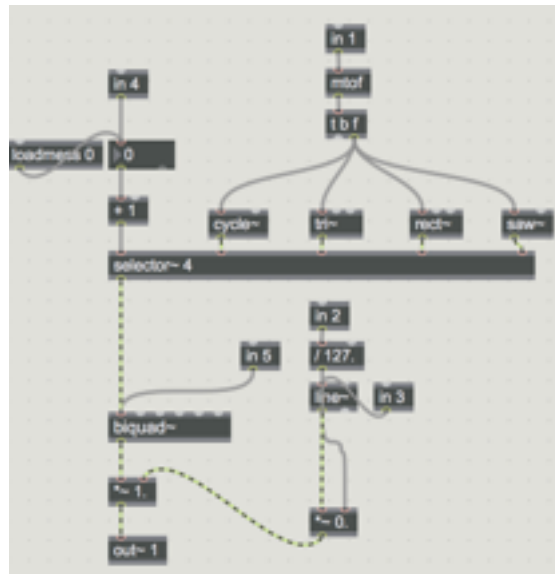 in 1
in 4
mtof
t b f
loadmess 0
0
+ 1
cycle~
tri~
rect~
saw~
selector~ 4
in 2
in 5
/ 127.
line~
in 3
biquad~
*~ 1.
*~ 0.
out~ 1